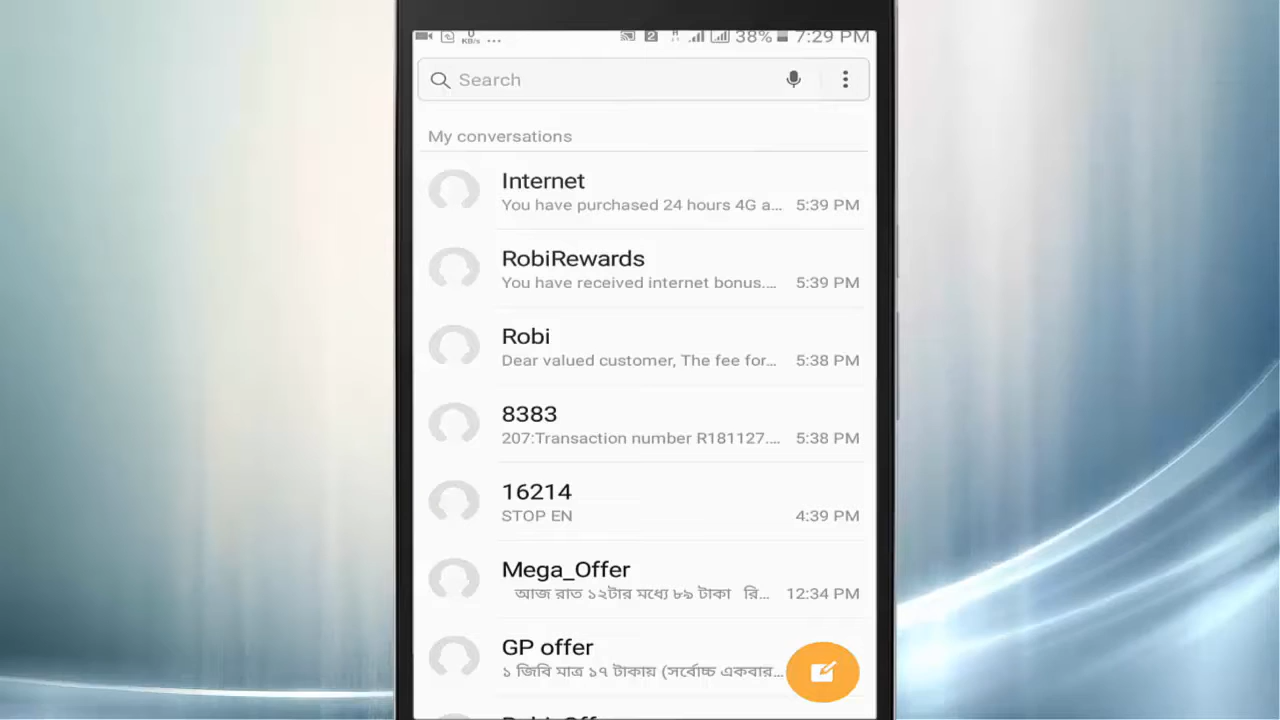 0
KB/s ...
2 H 38% 7:29 PM
Search
My conversations
Internet
You have purchased 24 hours 4G a... 5:39 PM
RobiRewards
You have received internet bonus.... 5:39 PM
Robi
Dear valued customer, The fee for... 5:38 PM
8383
207:Transaction number R181127.... 5:38 PM
16214
STOP EN 4:39 PM
Mega_Offer
আজ রাত ১২টার মধ্যে ৮৯ টাকা রি... 12:34 PM
GP offer
১ জিবি মাত্র ১৭ টাকায় (সর্বোচ্চ একবার...